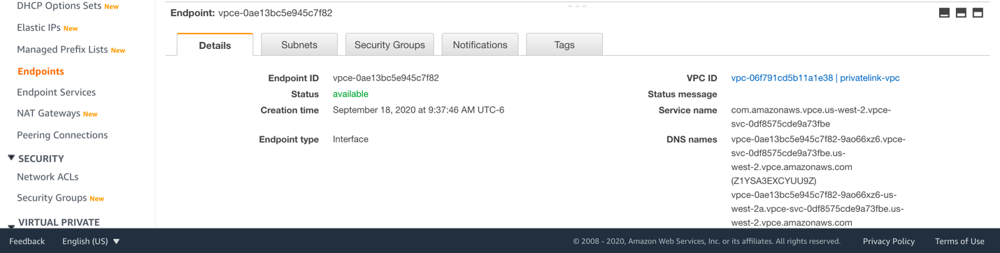 DHCP Options Sets New
Elastic IPs New
Managed Prefix Lists New
Endpoints
Endpoint Services
NAT Gateways New
Peering Connections
SECURITY
Network ACLs
Security Groups New
VIRTUAL PRIVATE
Endpoint: vpce-0ae13bc5e945c7f82
Details
Subnets
Security Groups
Notifications
Tags
Endpoint ID vpce-0ae13bc5e945c7f82
Status available
Creation time September 18, 2020 at 9:37:46 AM UTC-6
Endpoint type Interface
VPC ID vpc-06f791cd5b11a1e38 | privatelink-vpc
Status message
Service name com.amazonaws.vpce.us-west-2.vpce-
svc-0df8575cde9a73fbe
DNS names vpce-0ae13bc5e945c7f82-9ao66xz6.vpce-
svc-0df8575cde9a73fbe.us-
west-2.vpce.amazonaws.com
(Z1YSA3EXCYUU9Z)
vpce-0ae13bc5e945c7f82-9ao66xz6-us-
west-2a.vpce-svc-0df8575cde9a73fbe.us-
west-2.vpce.amazonaws.com
Feedback English (US) © 2008 - 2020, Amazon Web Services, Inc. or its affiliates. All rights reserved. Privacy Policy Terms of Use